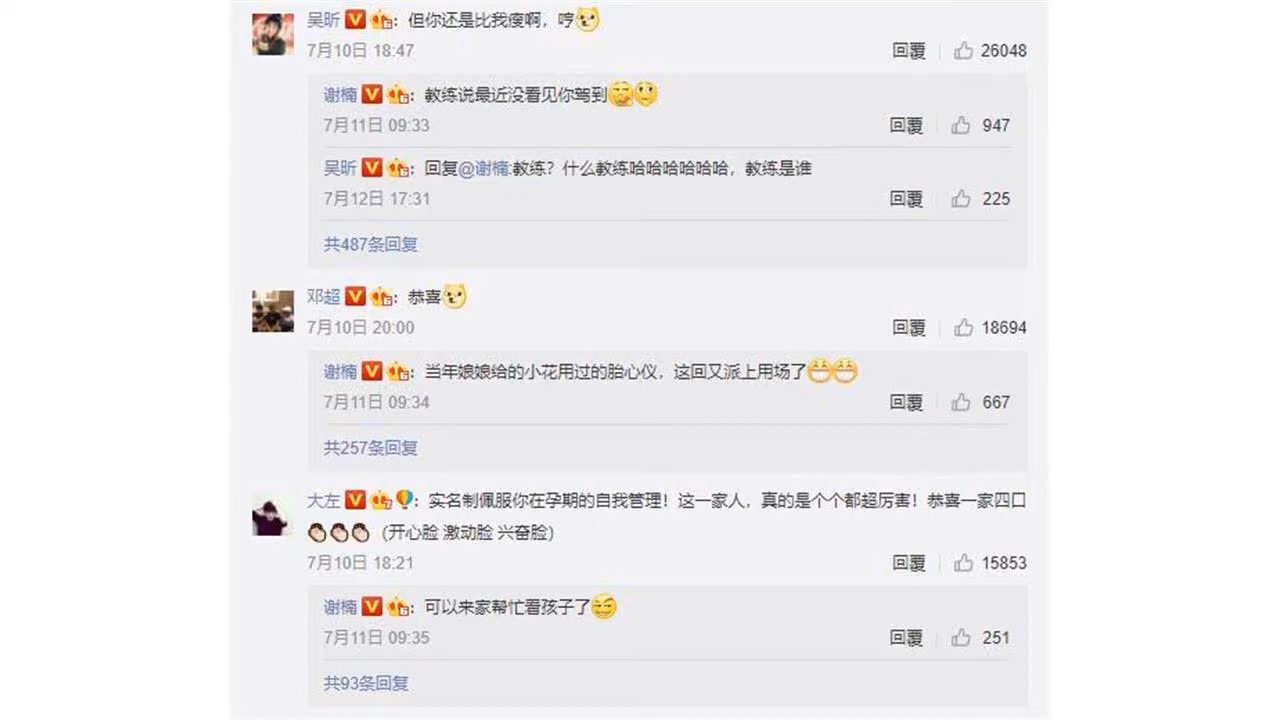 吴昕 V : 但你还是比我瘦啊，哼
7月10日 18:47 回覆 26048
谢楠 V : 教练说最近没看见你驾到
7月11日 09:33 回覆 947
吴昕 V : 回复@谢楠:教练？什么教练哈哈哈哈哈哈，教练是谁
7月12日 17:31 回覆 225
共487条回复
邓超 V : 恭喜
7月10日 20:00 回覆 18694
谢楠 V : 当年娘娘给的小花用过的胎心仪，这回又派上用场了
7月11日 09:34 回覆 667
共257条回复
大左 V : 实名制佩服你在孕期的自我管理！这一家人，真的是个个都超厉害！恭喜一家四口
（开心脸 激动脸 兴奋脸）
7月10日 18:21 回覆 15853
谢楠 V : 可以来家帮忙看孩子了
7月11日 09:35 回覆 251
共93条回复